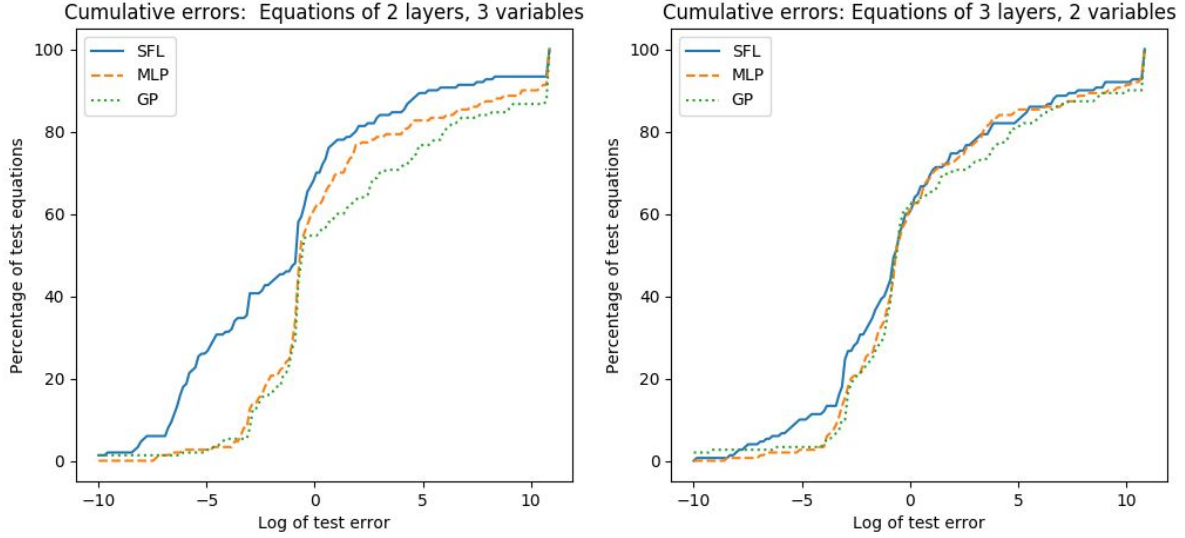 Cumulative errors:  Equations of 2 layers, 3 variables
SFL
MLP
GP
Percentage of test equations
100
80
60
40
20
0
−10
−5
0
5
10
Log of test error
Cumulative errors: Equations of 3 layers, 2 variables
SFL
MLP
GP
Percentage of test equations
100
80
60
40
20
0
−10
−5
0
5
10
Log of test error